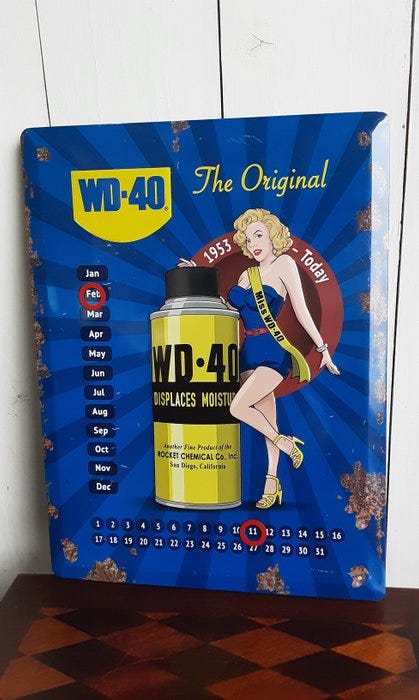 WD-40
The Original
1953 - Today
Miss WD-40
Jan
Feb
Mar
Apr
May
Jun
Jul
Aug
Sep
Oct
Nov
Dec
WD·40
DISPLACES MOISTU
Another Fine Product of the
ROCKET CHEMICAL Co., Inc.
San Diego, California
1 2 3 4 5 6 7 8 9 10 11 12 13 14 15 16
17 18 19 20 21 22 23 24 25 26 27 28 29 30 31